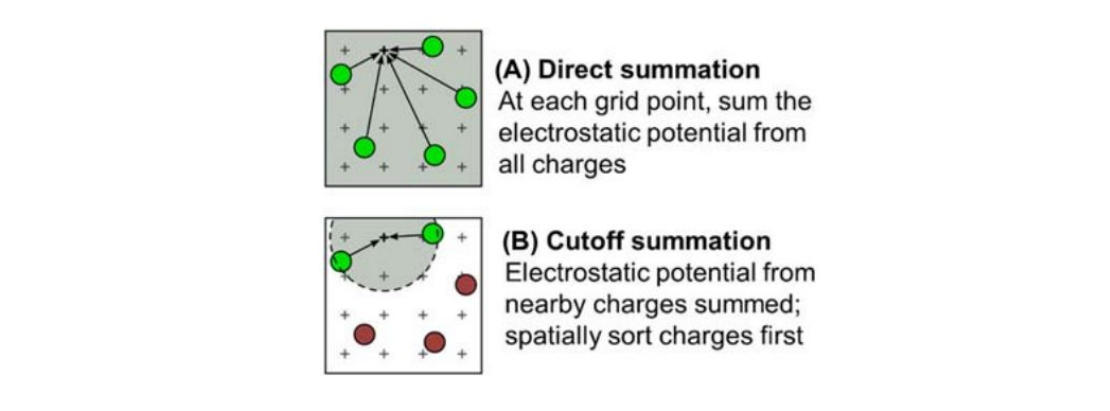 (A) Direct summation
At each grid point, sum the
electrostatic potential from
all charges
(B) Cutoff summation
Electrostatic potential from
nearby charges summed;
spatially sort charges first